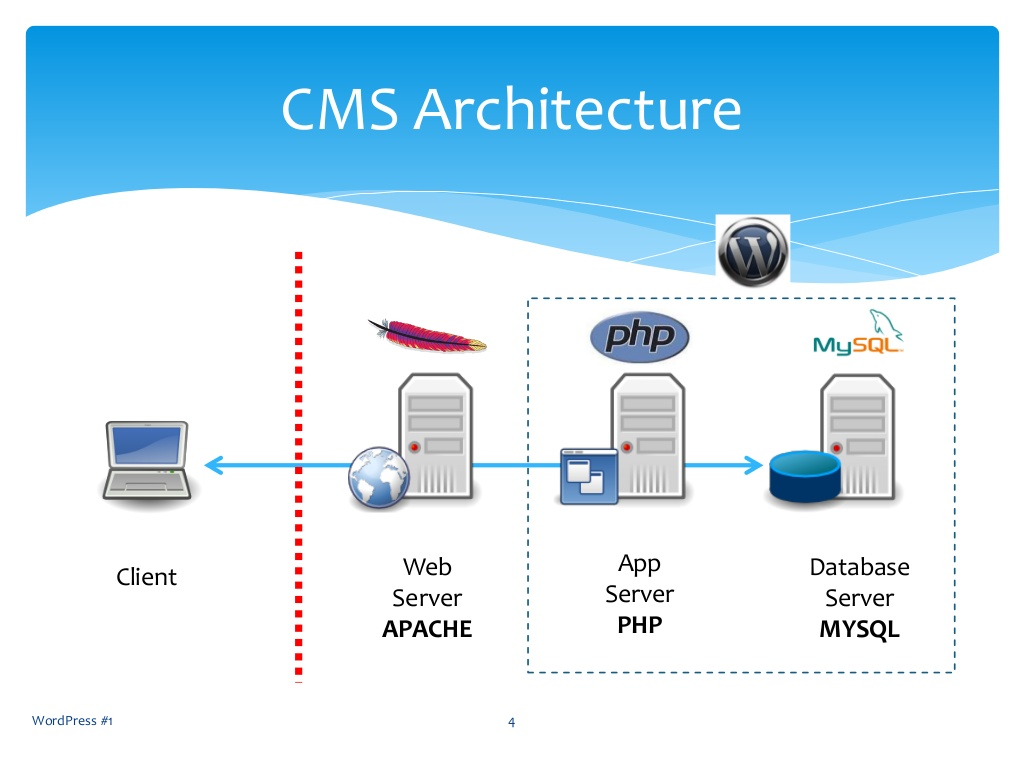 CMS Architecture
W
php
MySQL
Client
Web
Server
APACHE
App
Server
PHP
Database
Server
MYSQL
WordPress #1
4